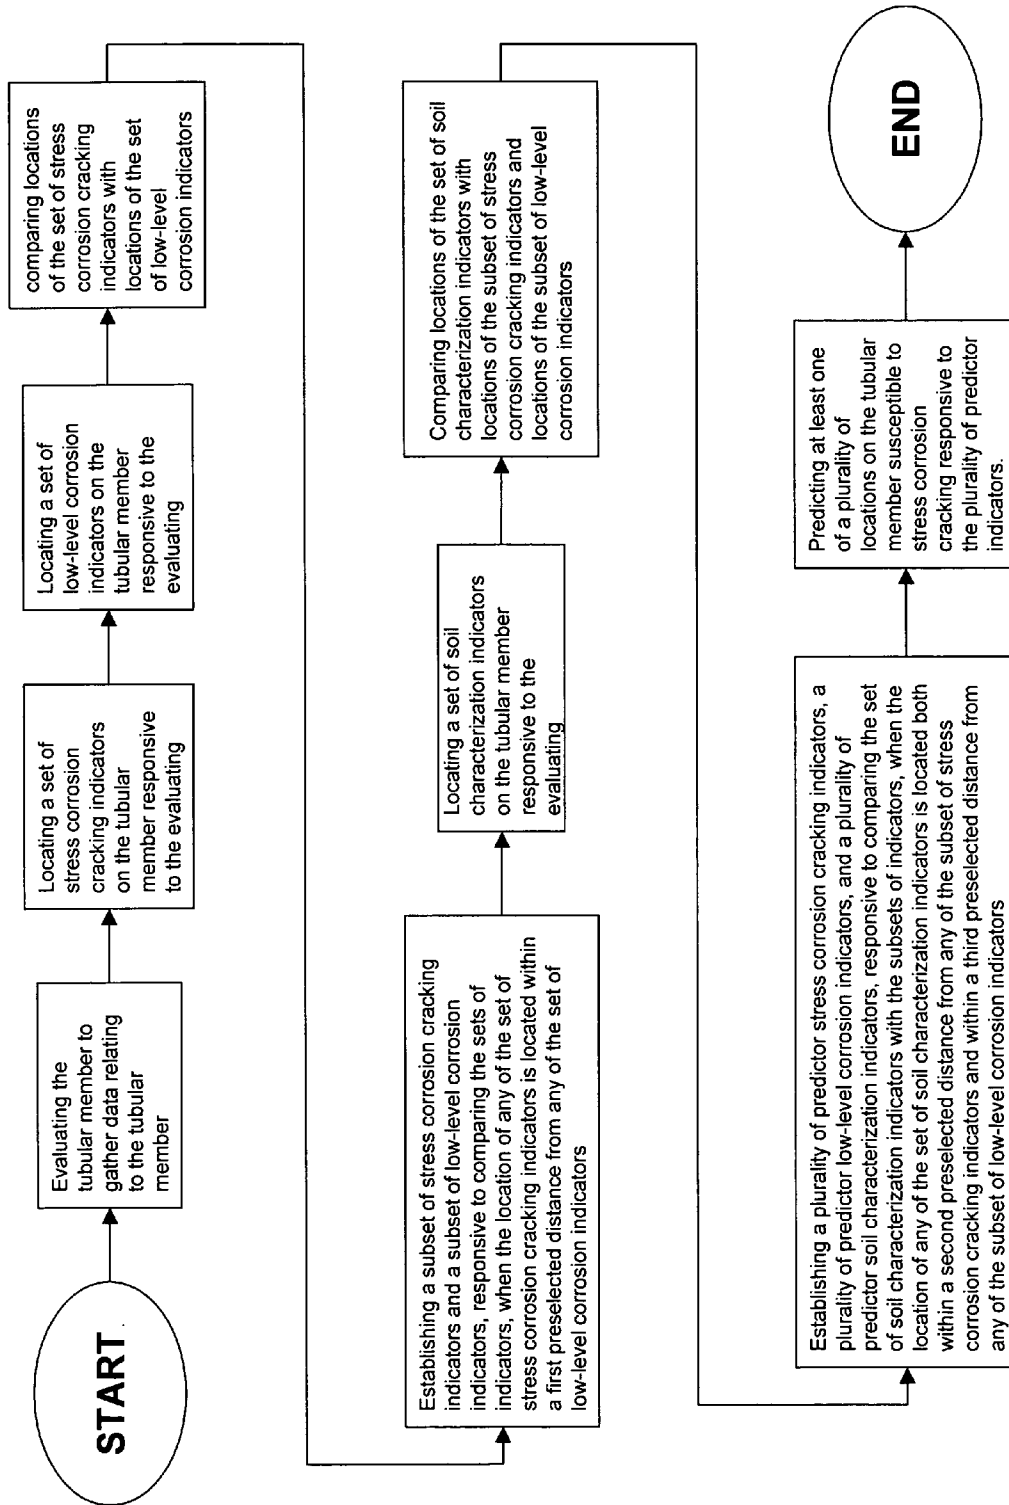 START
Evaluating the
tubular member to
gather data relating
to the tubular
member
Locating a set of
stress corrosion
cracking indicators
on the tubular
member responsive
to the evaluating
Locating a set of
low-level corrosion
indicators on the
tubular member
responsive to the
evaluating
comparing locations
of the set of stress
corrosion cracking
indicators with
locations of the set
of low-level
corrosion indicators
Establishing a subset of stress corrosion cracking
indicators and a subset of low-level corrosion
indicators, responsive to comparing the sets of
indicators, when the location of any of the set of
stress corrosion cracking indicators is located within
a first preselected distance from any of the set of
low-level corrosion indicators
Locating a set of soil
characterization indicators
on the tubular member
responsive to the
evaluating
Comparing locations of the set of soil
characterization indicators with
locations of the subset of stress
corrosion cracking indicators and
locations of the subset of low-level
corrosion indicators
Establishing a plurality of predictor stress corrosion cracking indicators, a
plurality of predictor low-level corrosion indicators, and a plurality of
predictor soil characterization indicators, responsive to comparing the set
of soil characterization indicators with the subsets of indicators, when the
location of any of the set of soil characterization indicators is located both
within a second preselected distance from any of the subset of stress
corrosion cracking indicators and within a third preselected distance from
any of the subset of low-level corrosion indicators
Predicting at least one
of a plurality of
locations on the tubular
member susceptible to
stress corrosion
cracking responsive to
the plurality of predictor
indicators.
END